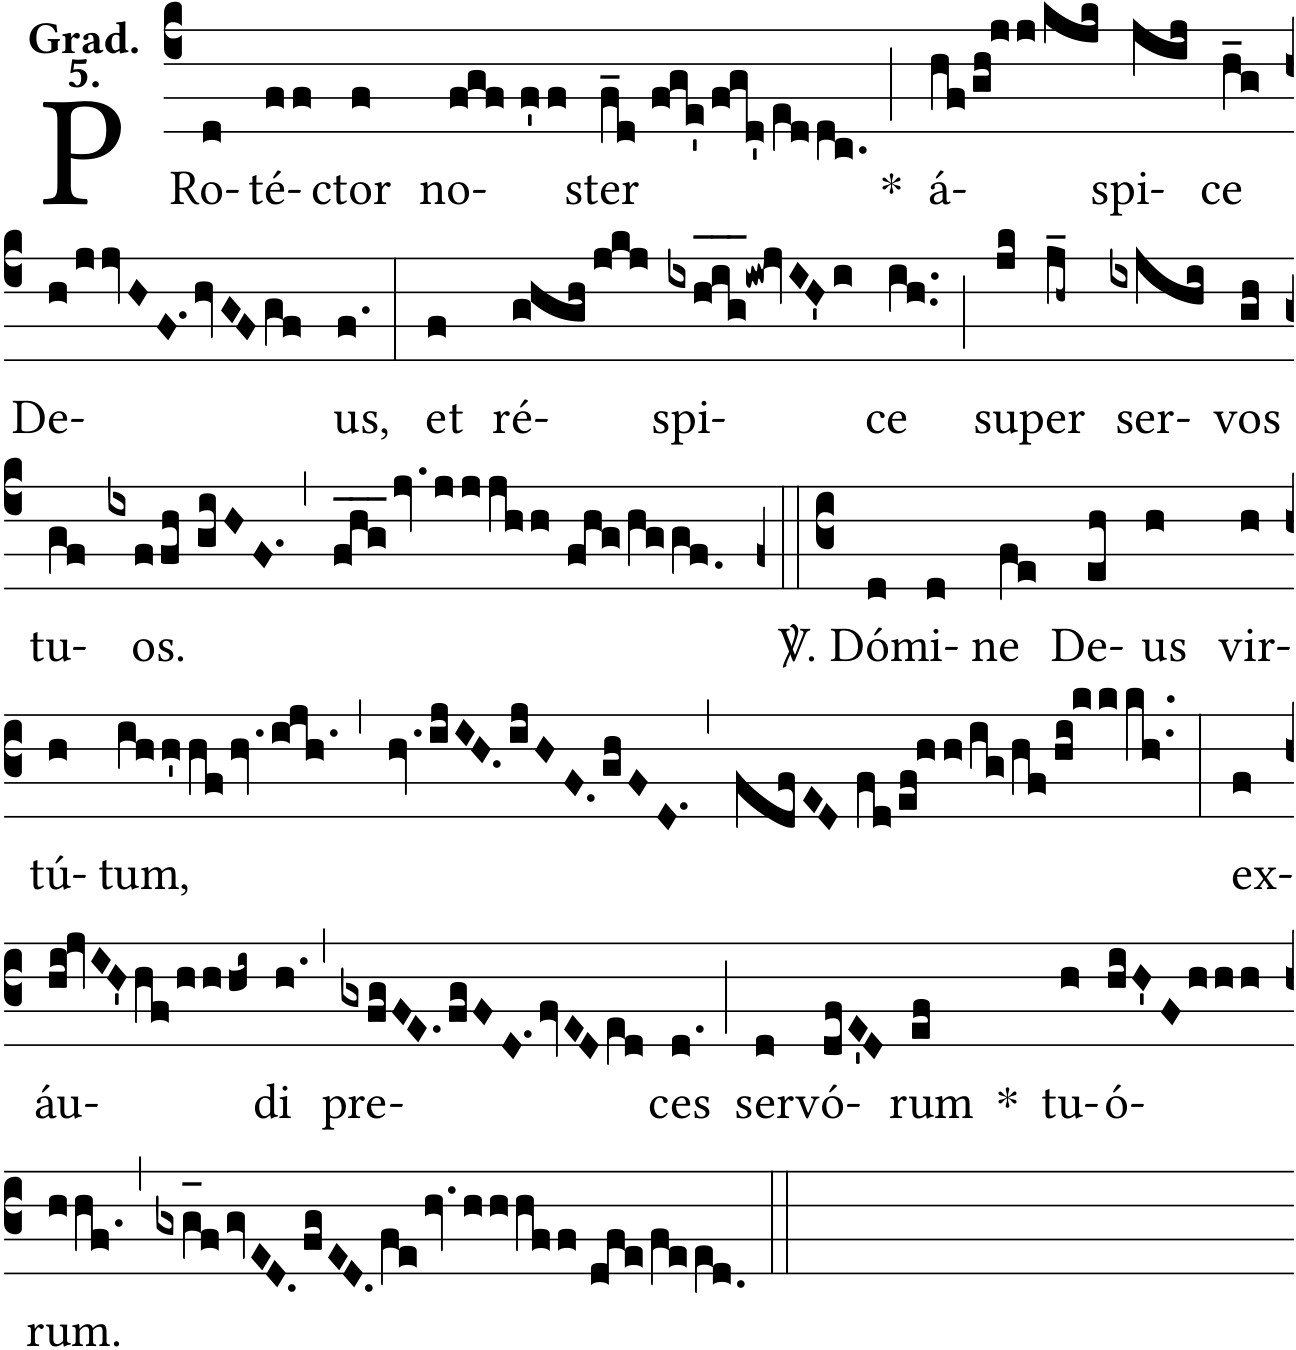 Grad.
5.
PRo-té-ctor no-ster * á-spi-ce
De-us, et ré-spi-ce super ser-vos
tu-os. ℣. Dómi-ne De-us vir-
tú-tum, ex-
áu-di pre-ces servó-rum * tu-ó-
rum.